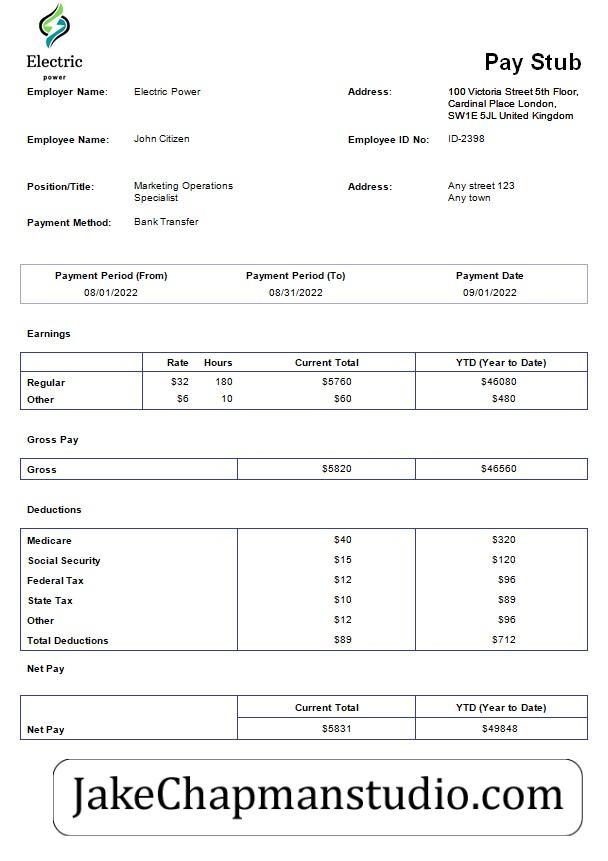 Electric
power
Pay Stub
Employer Name: Electric Power Address: 100 Victoria Street 5th Floor,
Cardinal Place London,
SW1E 5JL United Kingdom
Employee Name: John Citizen Employee ID No: ID-2398
Position/Title: Marketing Operations Address: Any street 123
Specialist Any town
Payment Method: Bank Transfer
Payment Period (From) Payment Period (To) Payment Date
08/01/2022 08/31/2022 09/01/2022
Earnings
Rate Hours Current Total YTD (Year to Date)
Regular $32 180 $5760 $46080
Other $6 10 $60 $480
Gross Pay
Gross $5820 $46560
Deductions
Medicare $40 $320
Social Security $15 $120
Federal Tax $12 $96
State Tax $10 $89
Other $12 $96
Total Deductions $89 $712
Net Pay
Current Total YTD (Year to Date)
Net Pay $5831 $49848
JakeChapmanstudio.com